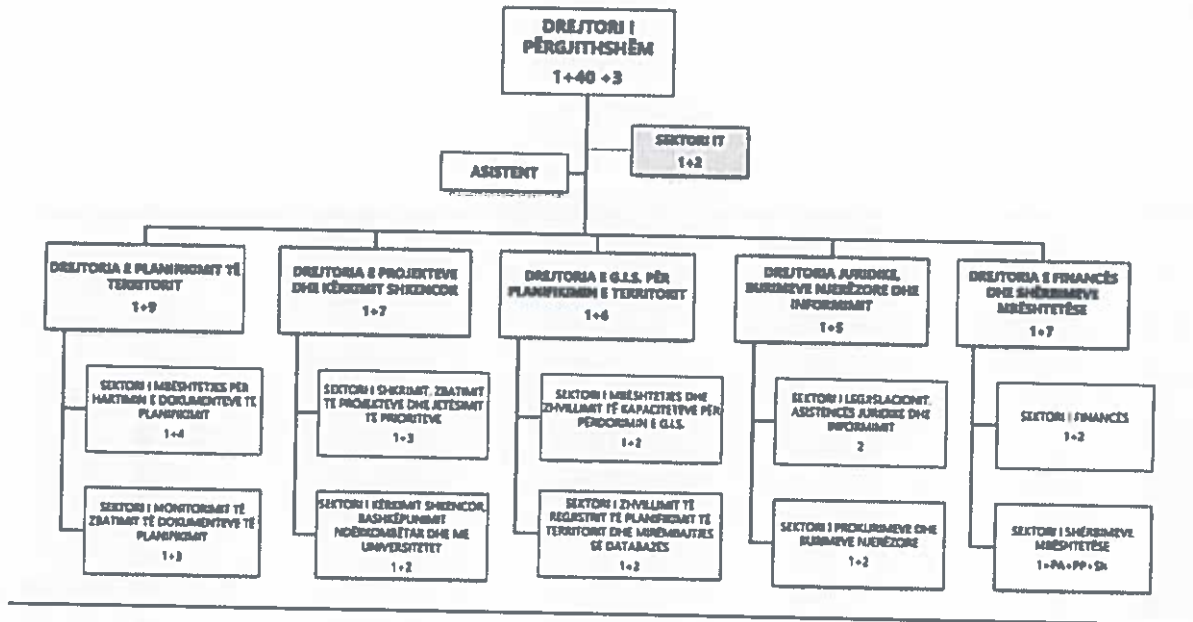 DREJTORI I
PËRGJITHSHËM
1+40 +3
SEKTORI IT
1+2
ASISTENT
DREJTORIA E PLANIFIKIMIT TË
TERRITORIT
1+9
DREJTORIA E PROJEKTEVE
DHE KËRKIMIT SHKENCOR
1+7
DREJTORIA E G.I.S. PËR
PLANIFIKIMIN E TERRITORIT
1+6
DREJTORIA JURIDIKE,
BURIMEVE NJERËZORE DHE
INFORMIMIT
1+5
DREJTORIA E FINANCËS
DHE SHËRBIMEVE
MBËSHTETËSE
1+7
SEKTORI I MBËSHTETJES PËR
HARTIMIN E DOKUMENTEVE TË
PLANIFIKIMIT
1+4
SEKTORI I SHKRIMIT, ZBATIMIT
TË PROJEKTEVE DHE JETËSIMIT
TË PRIORITEVE
1+3
SEKTORI I MBËSHTETJES DHE
ZHVILLIMIT TË KAPACITETEVE PËR
PËRDORIMIN E G.I.S.
1+2
SEKTORI I LEGJISLACIONIT,
ASISTENCËS JURIDIKE DHE
INFORMIMIT
2
SEKTORI I FINANCËS
1+2
SEKTORI I MONITORIMIT TË
ZBATIMIT TË DOKUMENTEVE TË
PLANIFIKIMIT
1+3
SEKTORI I KËRKIMIT SHKENCOR,
BASHKËPUNIMIT
NDËRKOMBËTAR DHE ME
UNIVERSITETET
1+2
SEKTORI I ZHVILLIMIT TË
REGJISTRIT TË PLANIFIKIMIT TË
TERRITORIT DHE MIRËMBAJTJES
SË DATABAZËS
1+2
SEKTORI I PROKURIMEVE DHE
BURIMEVE NJERËZORE
1+2
SEKTORI I SHËRBIMEVE
MBËSHTETËSE